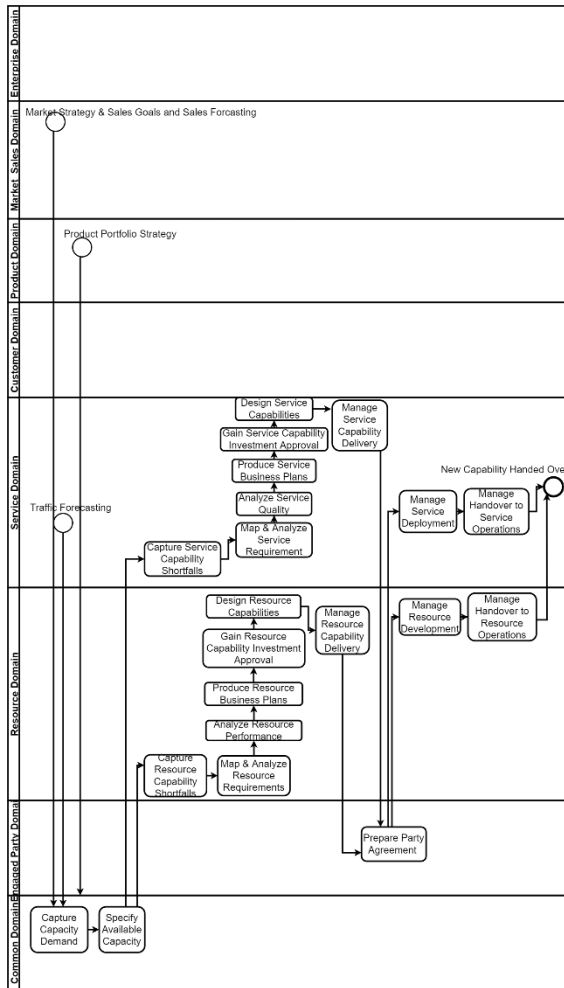 Enterprise Domain
Market Sales Domain
Market Strategy & Sales Goals and Sales Forcasting
Product Domain
Product Portfolio Strategy
Customer Domain
Service Domain
Design Service
Capabilities
Manage
Service
Capability
Delivery
Gain Service Capability
Investment Approval
Produce Service
Business Plans
Analyze Service
Quality
Map & Analyze
Service
Requirement
Capture Service
Capability
Shortfalls
Traffic Forecasting
New Capability Handed Ove
Manage
Service
Deployment
Manage
Handover to
Service
Operations
Resource Domain
Design Resource
Capabilities
Manage
Resource
Capability
Delivery
Gain Resource
Capability Investment
Approval
Produce Resource
Business Plans
Analyze Resource
Performance
Capture
Resource
Capability
Shortfalls
Map & Analyze
Resource
Requirements
Manage
Resource
Development
Manage
Handover to
Resource
Operations
Engaged Party Doma
Prepare Party
Agreement
Common Domain
Capture
Capacity
Demand
Specify
Available
Capacity